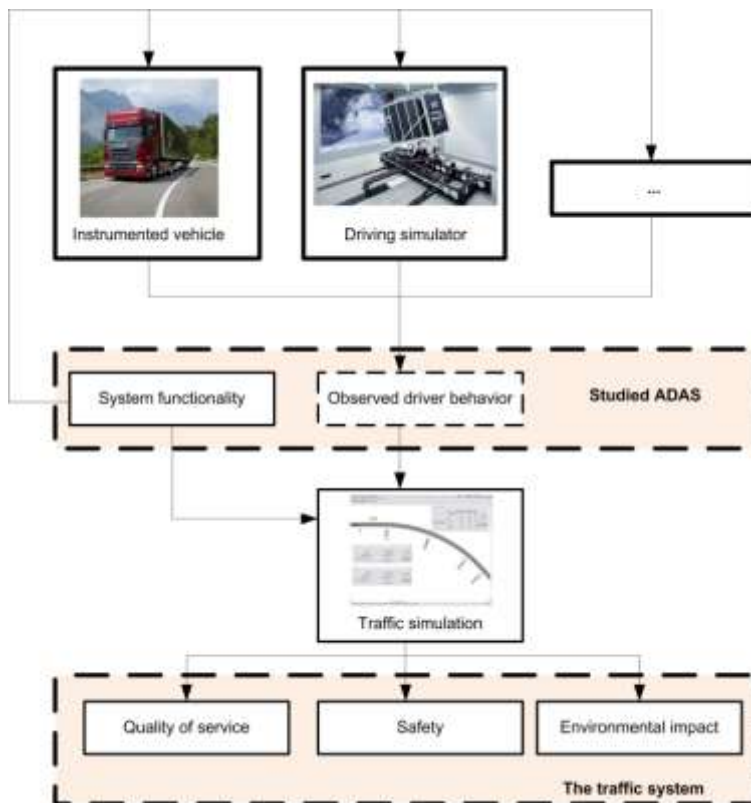 Instrumented vehicle
Driving simulator
...
System functionality
Observed driver behavior
Studied ADAS
Traffic simulation
Quality of service
Safety
Environmental impact
The traffic system